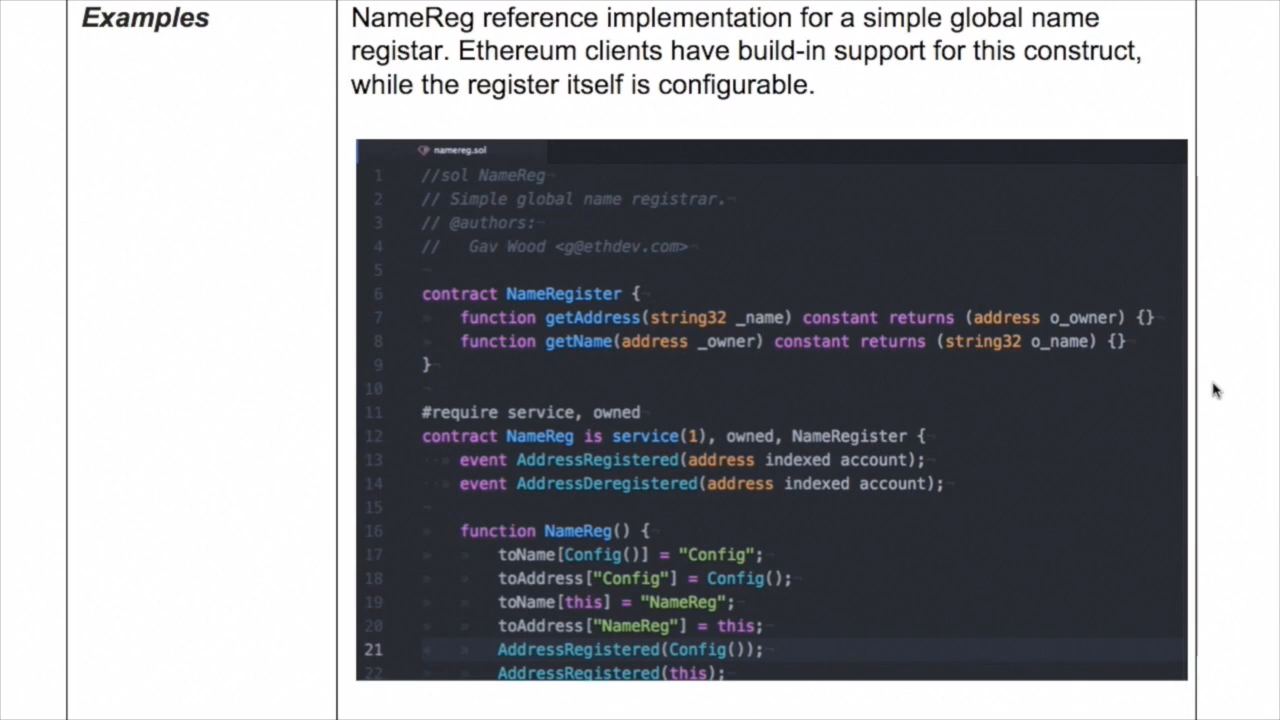 Examples
NameReg reference implementation for a simple global name
registar. Ethereum clients have build-in support for this construct,
while the register itself is configurable.
namereg.sol
1 //sol NameReg
2 // Simple global name registrar.
3 // @authors:
4 //   Gav Wood <g@ethdev.com>
5
6 contract NameRegister {
7     function getAddress(string32 _name) constant returns (address o_owner) {}
8     function getName(address _owner) constant returns (string32 o_name) {}
9 }
10
11 #require service, owned
12 contract NameReg is service(1), owned, NameRegister {
13     event AddressRegistered(address indexed account);
14     event AddressDeregistered(address indexed account);
15
16     function NameReg() {
17         toName[Config()] = "Config";
18         toAddress["Config"] = Config();
19         toName[this] = "NameReg";
20         toAddress["NameReg"] = this;
21         AddressRegistered(Config());
22         AddressRegistered(this);